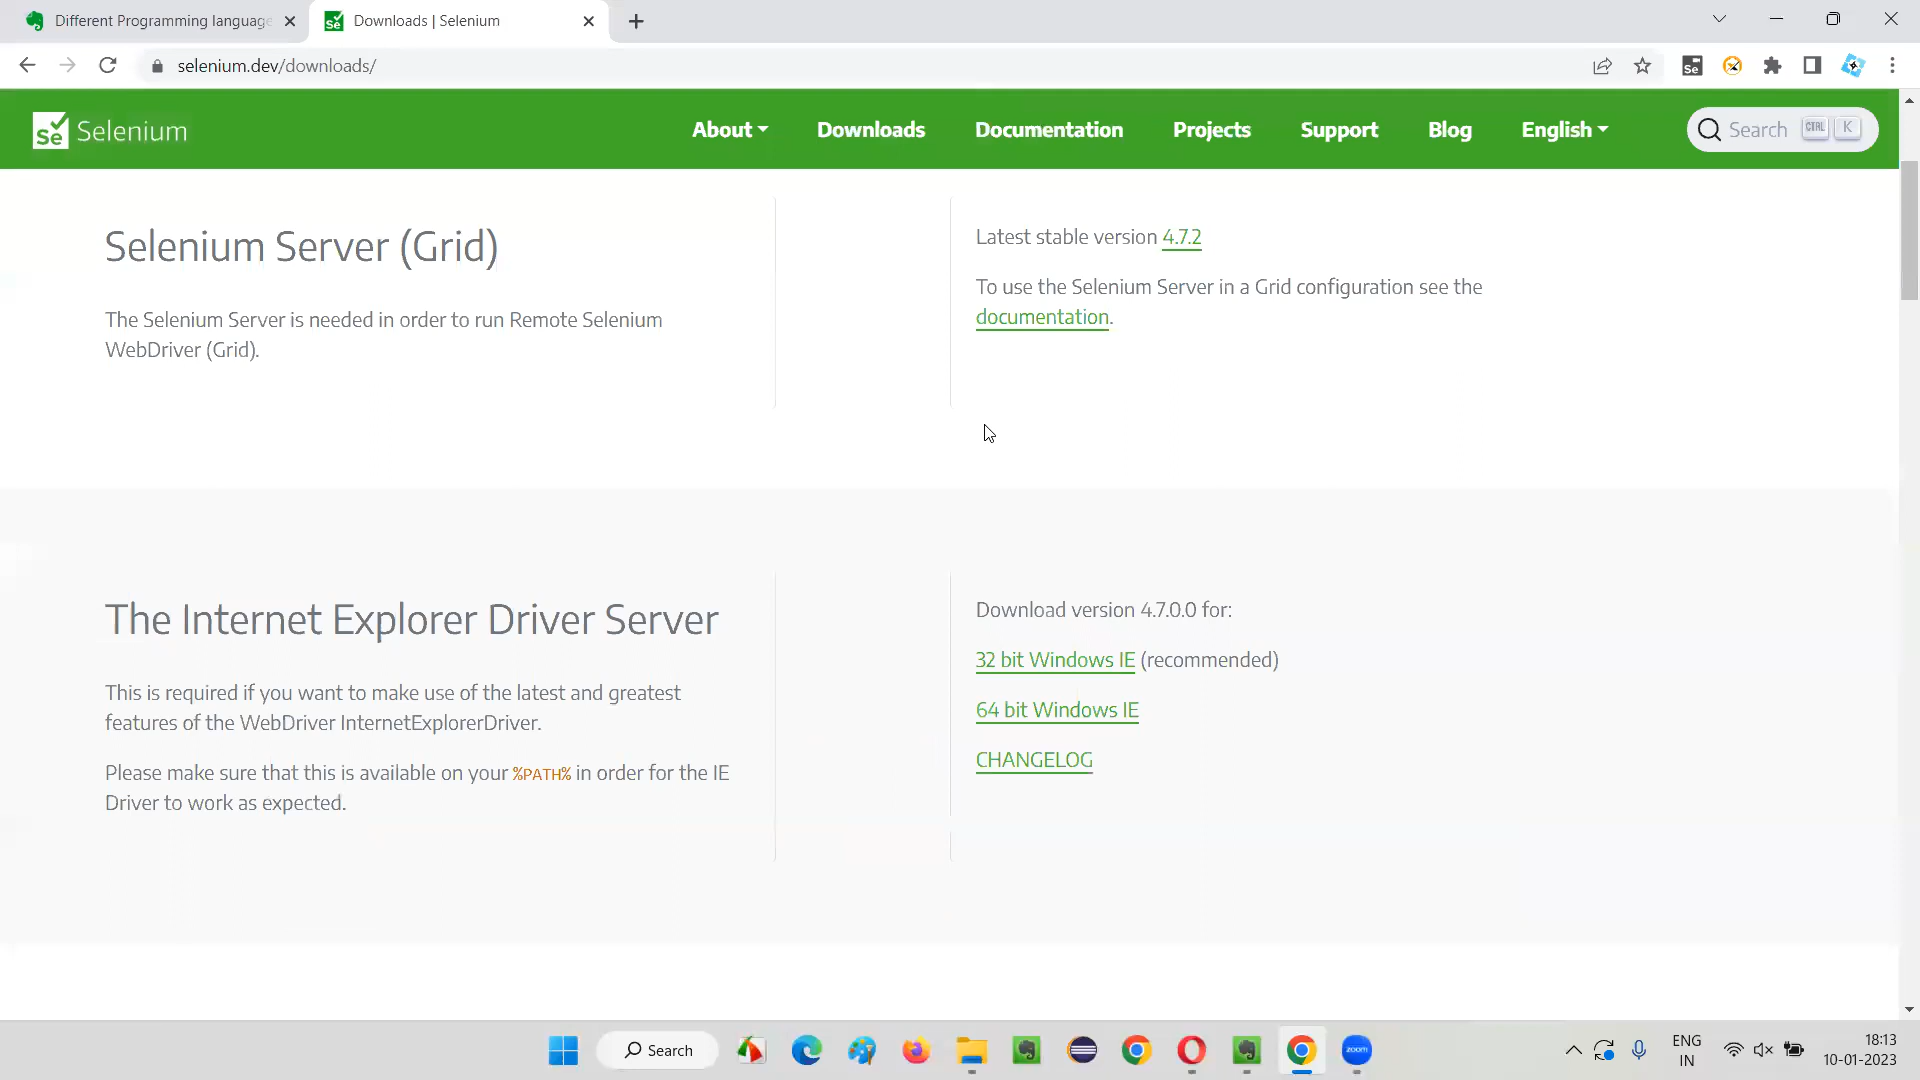 Different Programming language
Downloads | Selenium
selenium.dev/downloads/
Se Selenium
About
Downloads
Documentation
Projects
Support
Blog
English
Search CTRL K
Selenium Server (Grid)
The Selenium Server is needed in order to run Remote Selenium
WebDriver (Grid).
Latest stable version 4.7.2
To use the Selenium Server in a Grid configuration see the
documentation.
The Internet Explorer Driver Server
This is required if you want to make use of the latest and greatest
features of the WebDriver InternetExplorerDriver.
Please make sure that this is available on your %PATH% in order for the IE
Driver to work as expected.
Download version 4.7.0.0 for:
32 bit Windows IE (recommended)
64 bit Windows IE
CHANGELOG
Search
zoom
ENG
IN
18:13
10-01-2023